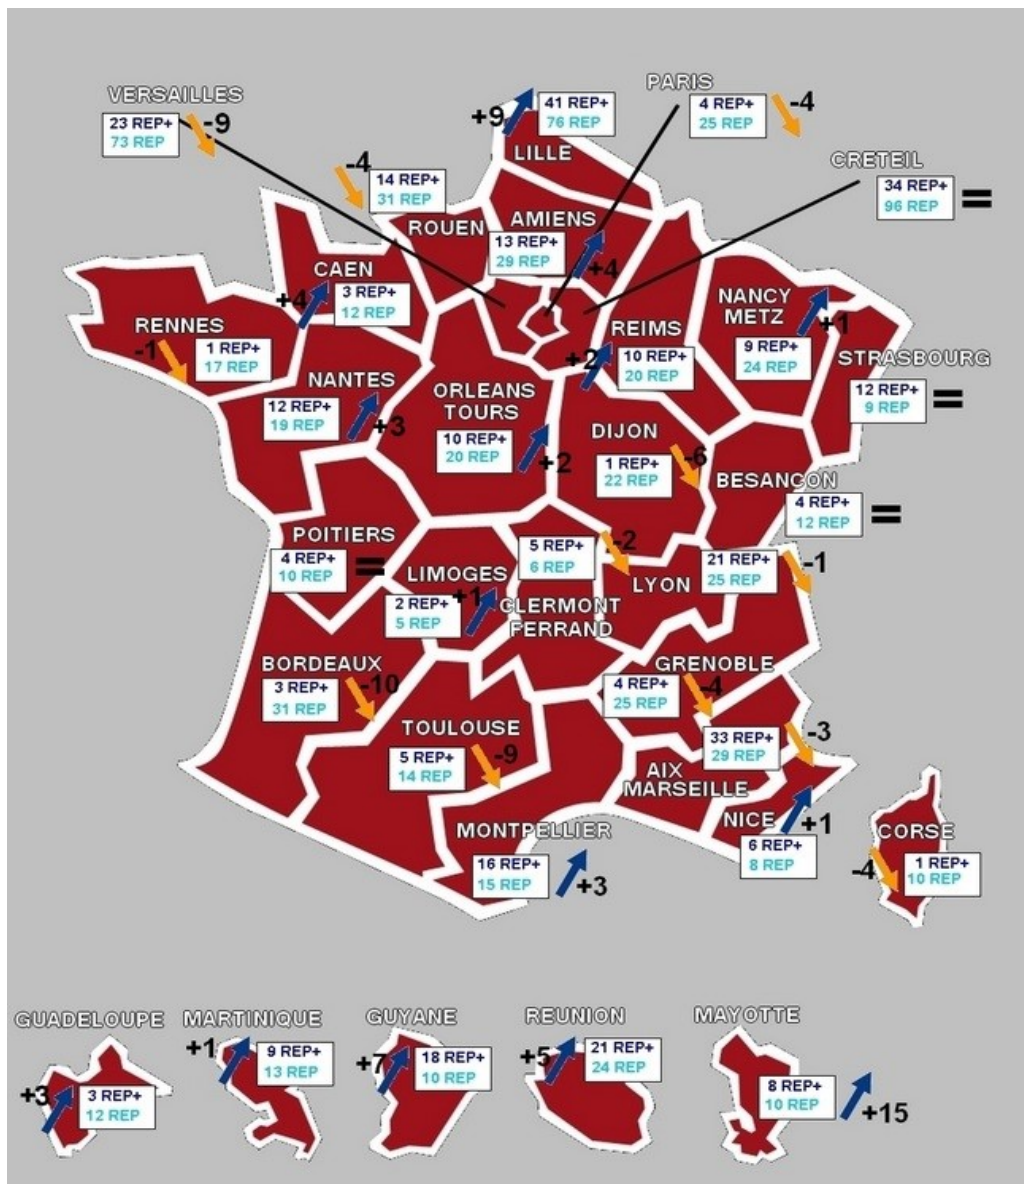 VERSAILLES
23 REP+
73 REP
-9
PARIS
4 REP+
25 REP
-4
+9
41 REP+
76 REP
LILLE
CRETEIL
34 REP+
96 REP
=
-4
14 REP+
31 REP
ROUEN
AMIENS
13 REP+
29 REP
+4
CAEN
+4
3 REP+
12 REP
RENNES
-1
1 REP+
17 REP
NANCY
METZ
+1
9 REP+
24 REP
REIMS
+2
10 REP+
20 REP
STRASBOURG
12 REP+
9 REP
=
NANTES
12 REP+
19 REP
+3
ORLEANS
TOURS
10 REP+
20 REP
+2
DIJON
1 REP+
22 REP
-6
BESANCON
4 REP+
12 REP
=
POITIERS
4 REP+
10 REP
=
LIMOGES
2 REP+
5 REP
+1
5 REP+
6 REP
-2
CLERMONT
FERRAND
LYON
21 REP+
25 REP
-1
BORDEAUX
3 REP+
31 REP
-10
GRENOBLE
4 REP+
25 REP
-4
TOULOUSE
5 REP+
14 REP
-9
33 REP+
29 REP
-3
AIX
MARSEILLE
NICE
6 REP+
8 REP
+1
MONTPELLIER
16 REP+
15 REP
+3
CORSE
-4
1 REP+
10 REP
GUADELOUPE
+3
3 REP+
12 REP
MARTINIQUE
+1
9 REP+
13 REP
GUYANE
+7
18 REP+
10 REP
REUNION
+5
21 REP+
24 REP
MAYOTTE
8 REP+
10 REP
+15